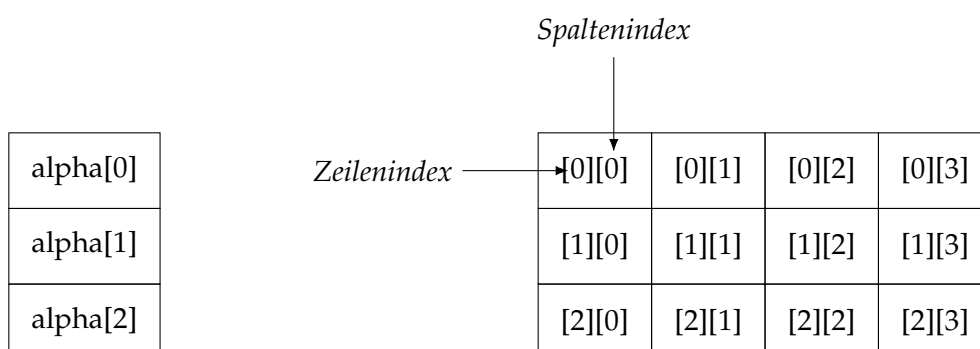 Spaltenindex
alpha[0] Zeilenindex [0][0] [0][1] [0][2] [0][3]
alpha[1] [1][0] [1][1] [1][2] [1][3]
alpha[2] [2][0] [2][1] [2][2] [2][3]